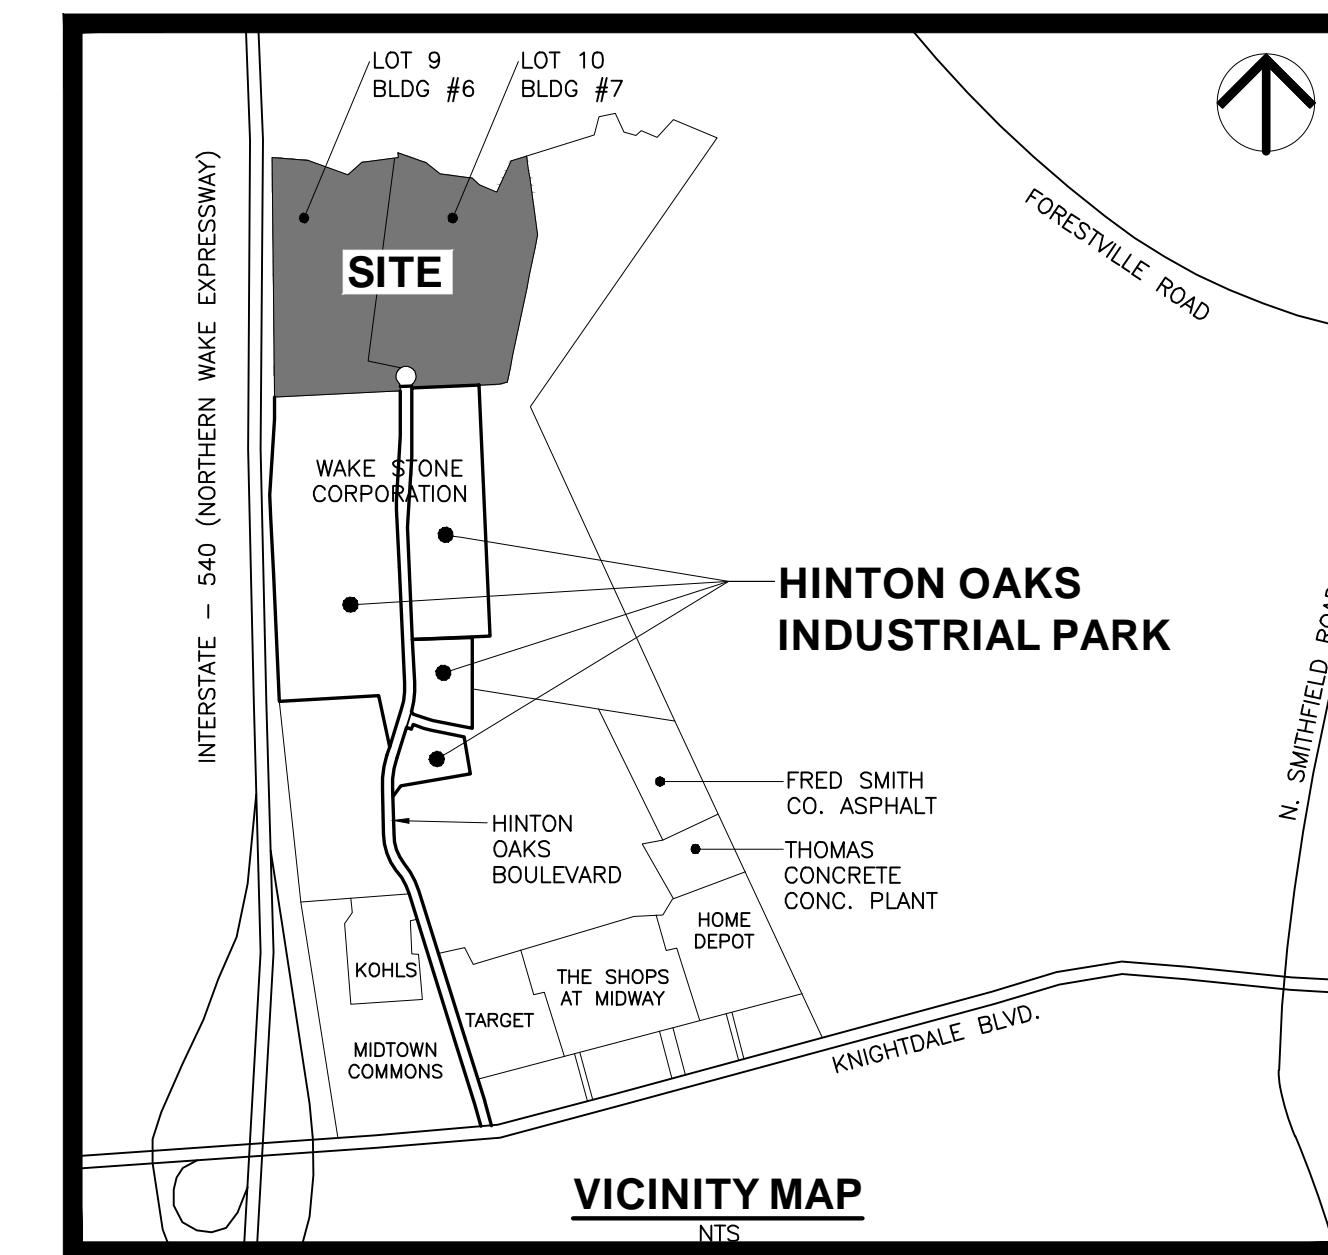 LOT 9
BLDG #6
LOT 10
BLDG #7
FORESTVILLE ROAD
INTERSTATE - 540 (NORTHERN WAKE EXPRESSWAY)
SITE
WAKE STONE
CORPORATION
HINTON OAKS
INDUSTRIAL PARK
N. SMITHFIELD ROAD
FRED SMITH
CO. ASPHALT
HINTON
OAKS
BOULEVARD
THOMAS
CONCRETE
CONC. PLANT
HOME
DEPOT
KOHLS
THE SHOPS
AT MIDWAY
TARGET
MIDTOWN
COMMONS
KNIGHTDALE BLVD.
VICINITY MAP
NTS